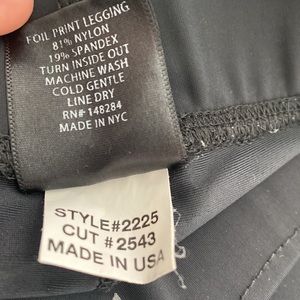 FOIL PRINT LEGGING
81% NYLON
19% SPANDEX
TURN INSIDE OUT
MACHINE WASH
COLD GENTLE
LINE DRY
RN# 148284
MADE IN NYC
STYLE#2225
CUT #2543
MADE IN USA